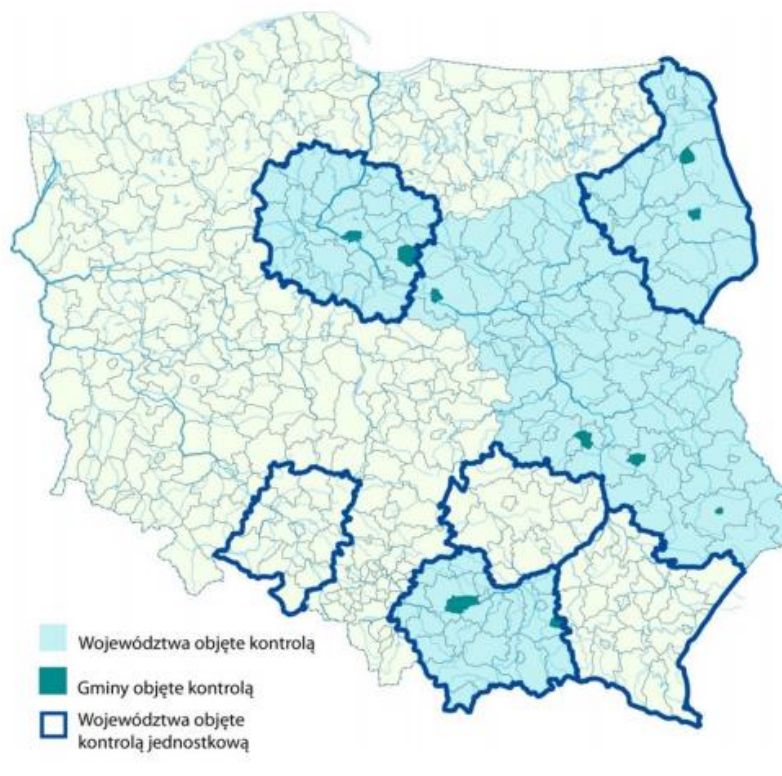 Województwa objęte kontrolą
Gminy objęte kontrolą
Województwa objęte
kontrolą jednostkową